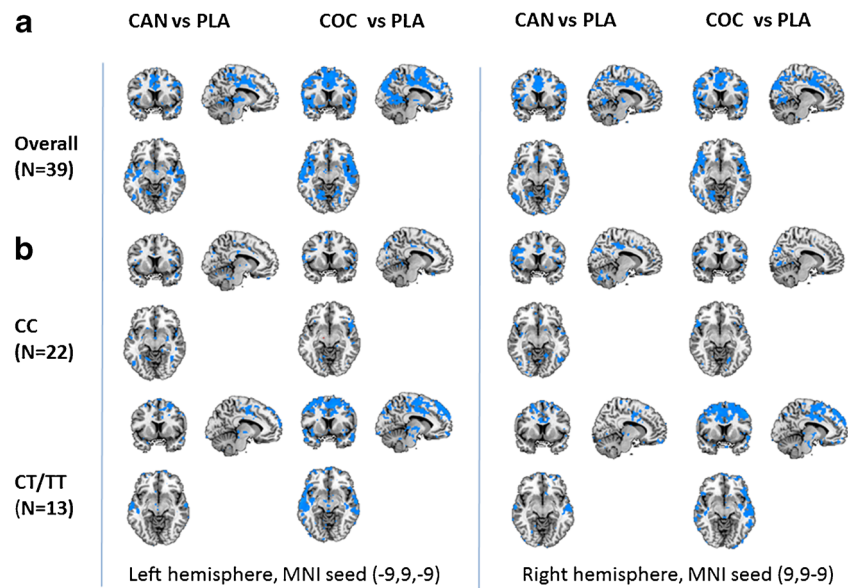 a
CAN vs PLA COC vs PLA CAN vs PLA COC vs PLA
Overall
(N=39)
b
CC
(N=22)
CT/TT
(N=13)
Left hemisphere, MNI seed (-9,9,-9) Right hemisphere, MNI seed (9,9-9)